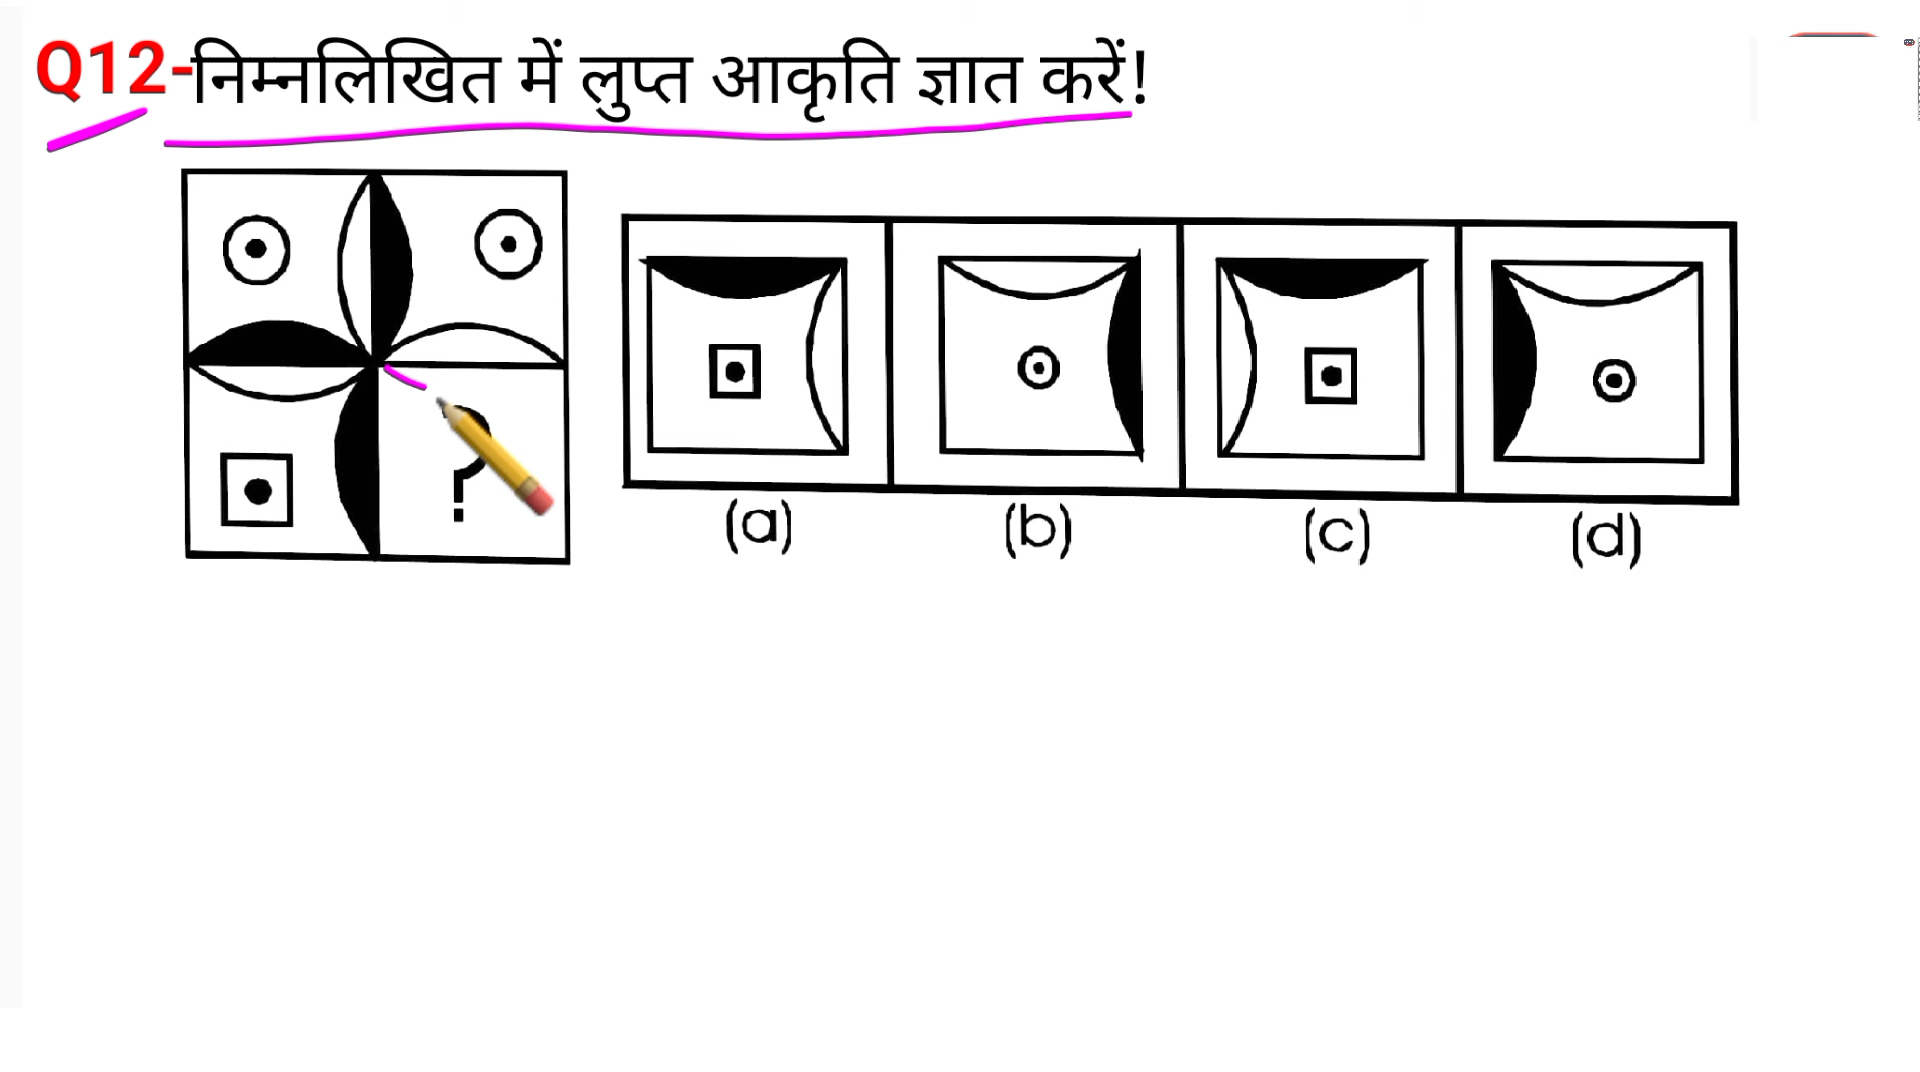 Q12-निम्नलिखित में लुप्त आकृति ज्ञात करें!
?
(a) (b) (c) (d)